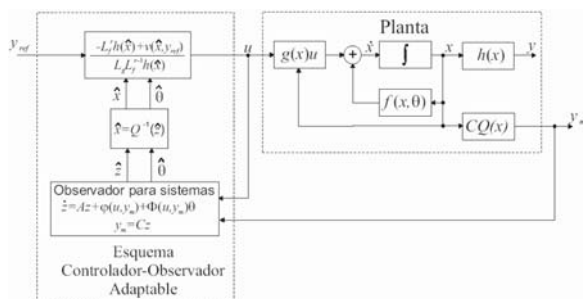 Planta
y_ref
-L_f^r h(x̂)+v(x̂,y_ref)
L_g L_f^{r-1} h(x̂)
u
g(x)u
+
ẋ
∫
x
h(x)
y
f(x,θ)
CQ(x)
x̂
θ̂
x̂=Q⁻¹(ẑ)
ẑ
θ̂
Observador para sistemas
ż=Az+φ(u,y_m)+Φ(u,y_m)θ
y_m=Cz
Esquema
Controlador-Observador
Adaptable